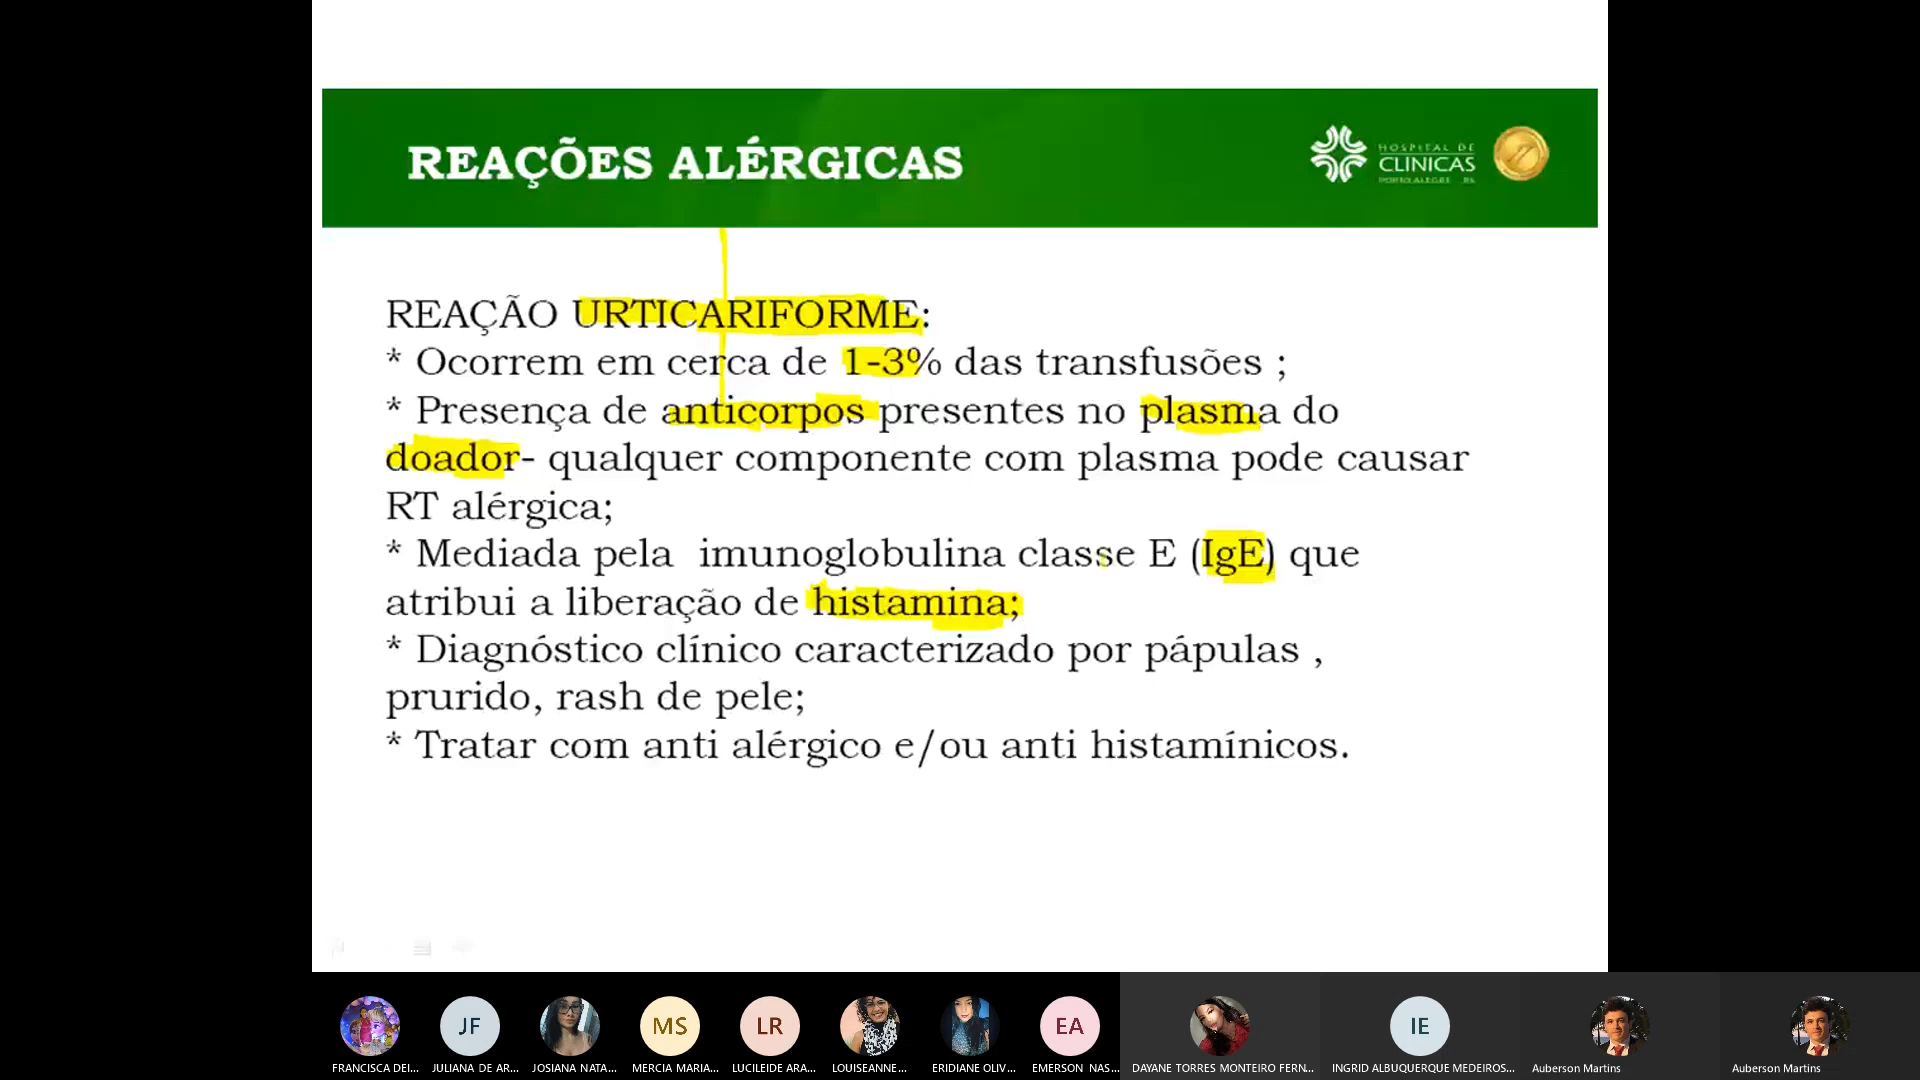 REAÇÕES ALÉRGICAS
HOSPITAL DE
CLINICAS
PORTO ALEGRE RS
REAÇÃO URTICARIFORME:
* Ocorrem em cerca de 1-3% das transfusões ;
* Presença de anticorpos presentes no plasma do
doador- qualquer componente com plasma pode causar
RT alérgica;
* Mediada pela imunoglobulina classe E (IgE) que
atribui a liberação de histamina;
* Diagnóstico clínico caracterizado por pápulas ,
prurido, rash de pele;
* Tratar com anti alérgico e/ou anti histamínicos.
JF
MS
LR
EA
IE
FRANCISCA DEI...
JULIANA DE AR...
JOSIANA NATA...
MERCIA MARIA...
LUCILEIDE ARA...
LOUISEANNE...
ERIDIANE OLIV...
EMERSON NAS...
DAYANE TORRES MONTEIRO FERN...
INGRID ALBUQUERQUE MEDEIROS...
Auberson Martins
Auberson Martins